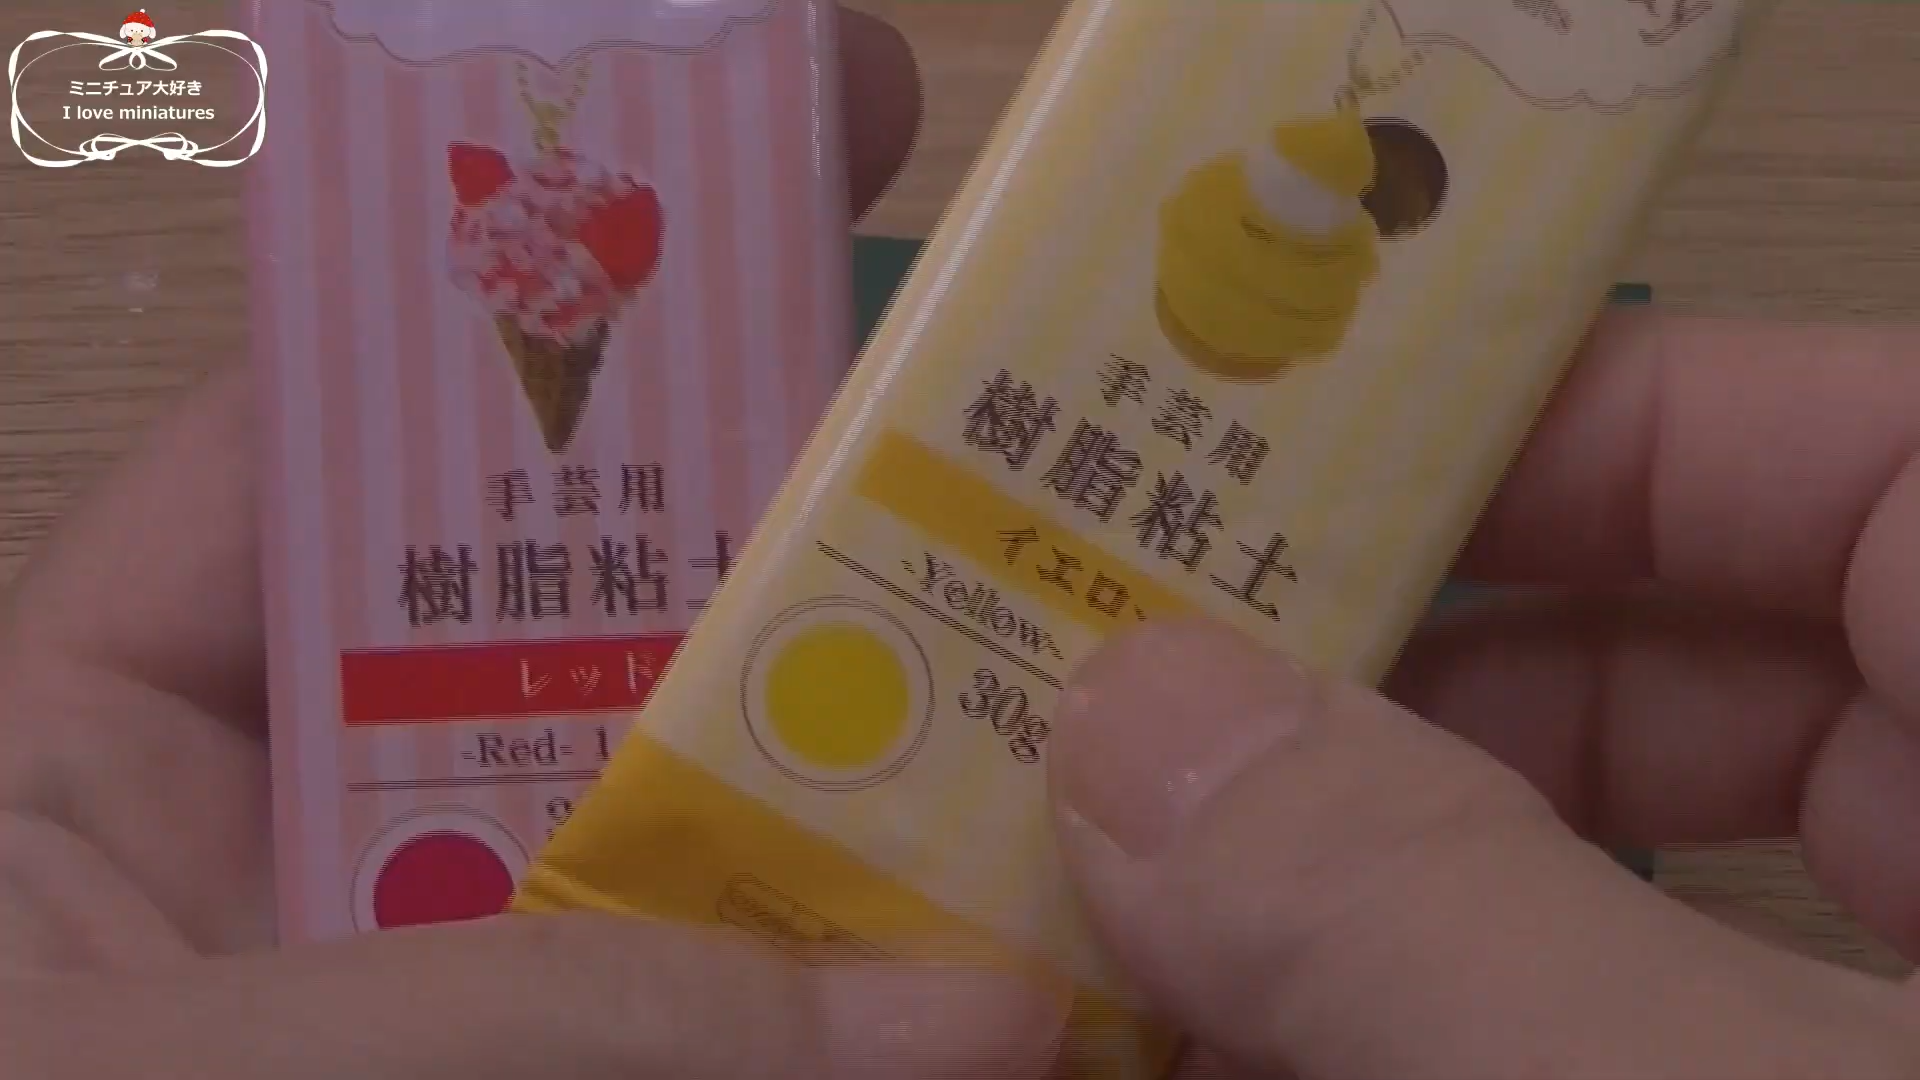 ミニチュア大好き
I love miniatures
手芸用
樹脂粘土
レッド
-Red-
手芸用
樹脂粘土
イエロー
-Yellow-
30g